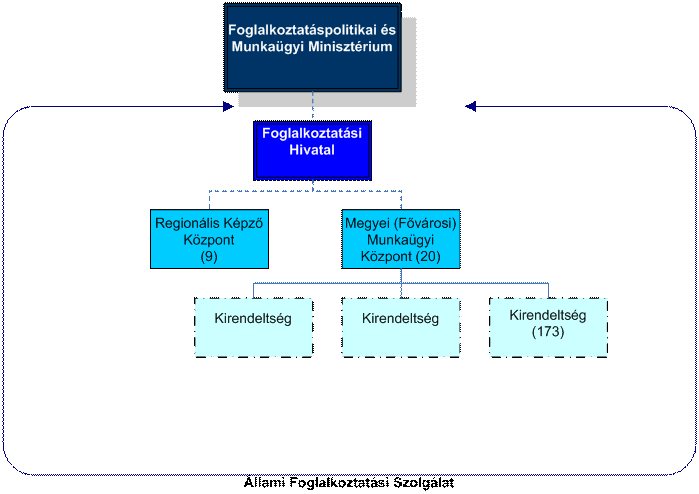 Foglalkoztatáspolitikai és
Munkaügyi Minisztérium
Foglalkoztatási
Hivatal
Regionális Képző
Központ
(9)
Megyei (Fővárosi)
Munkaügyi
Központ (20)
Kirendeltség
Kirendeltség
Kirendeltség
(173)
Állami Foglalkoztatási Szolgálat